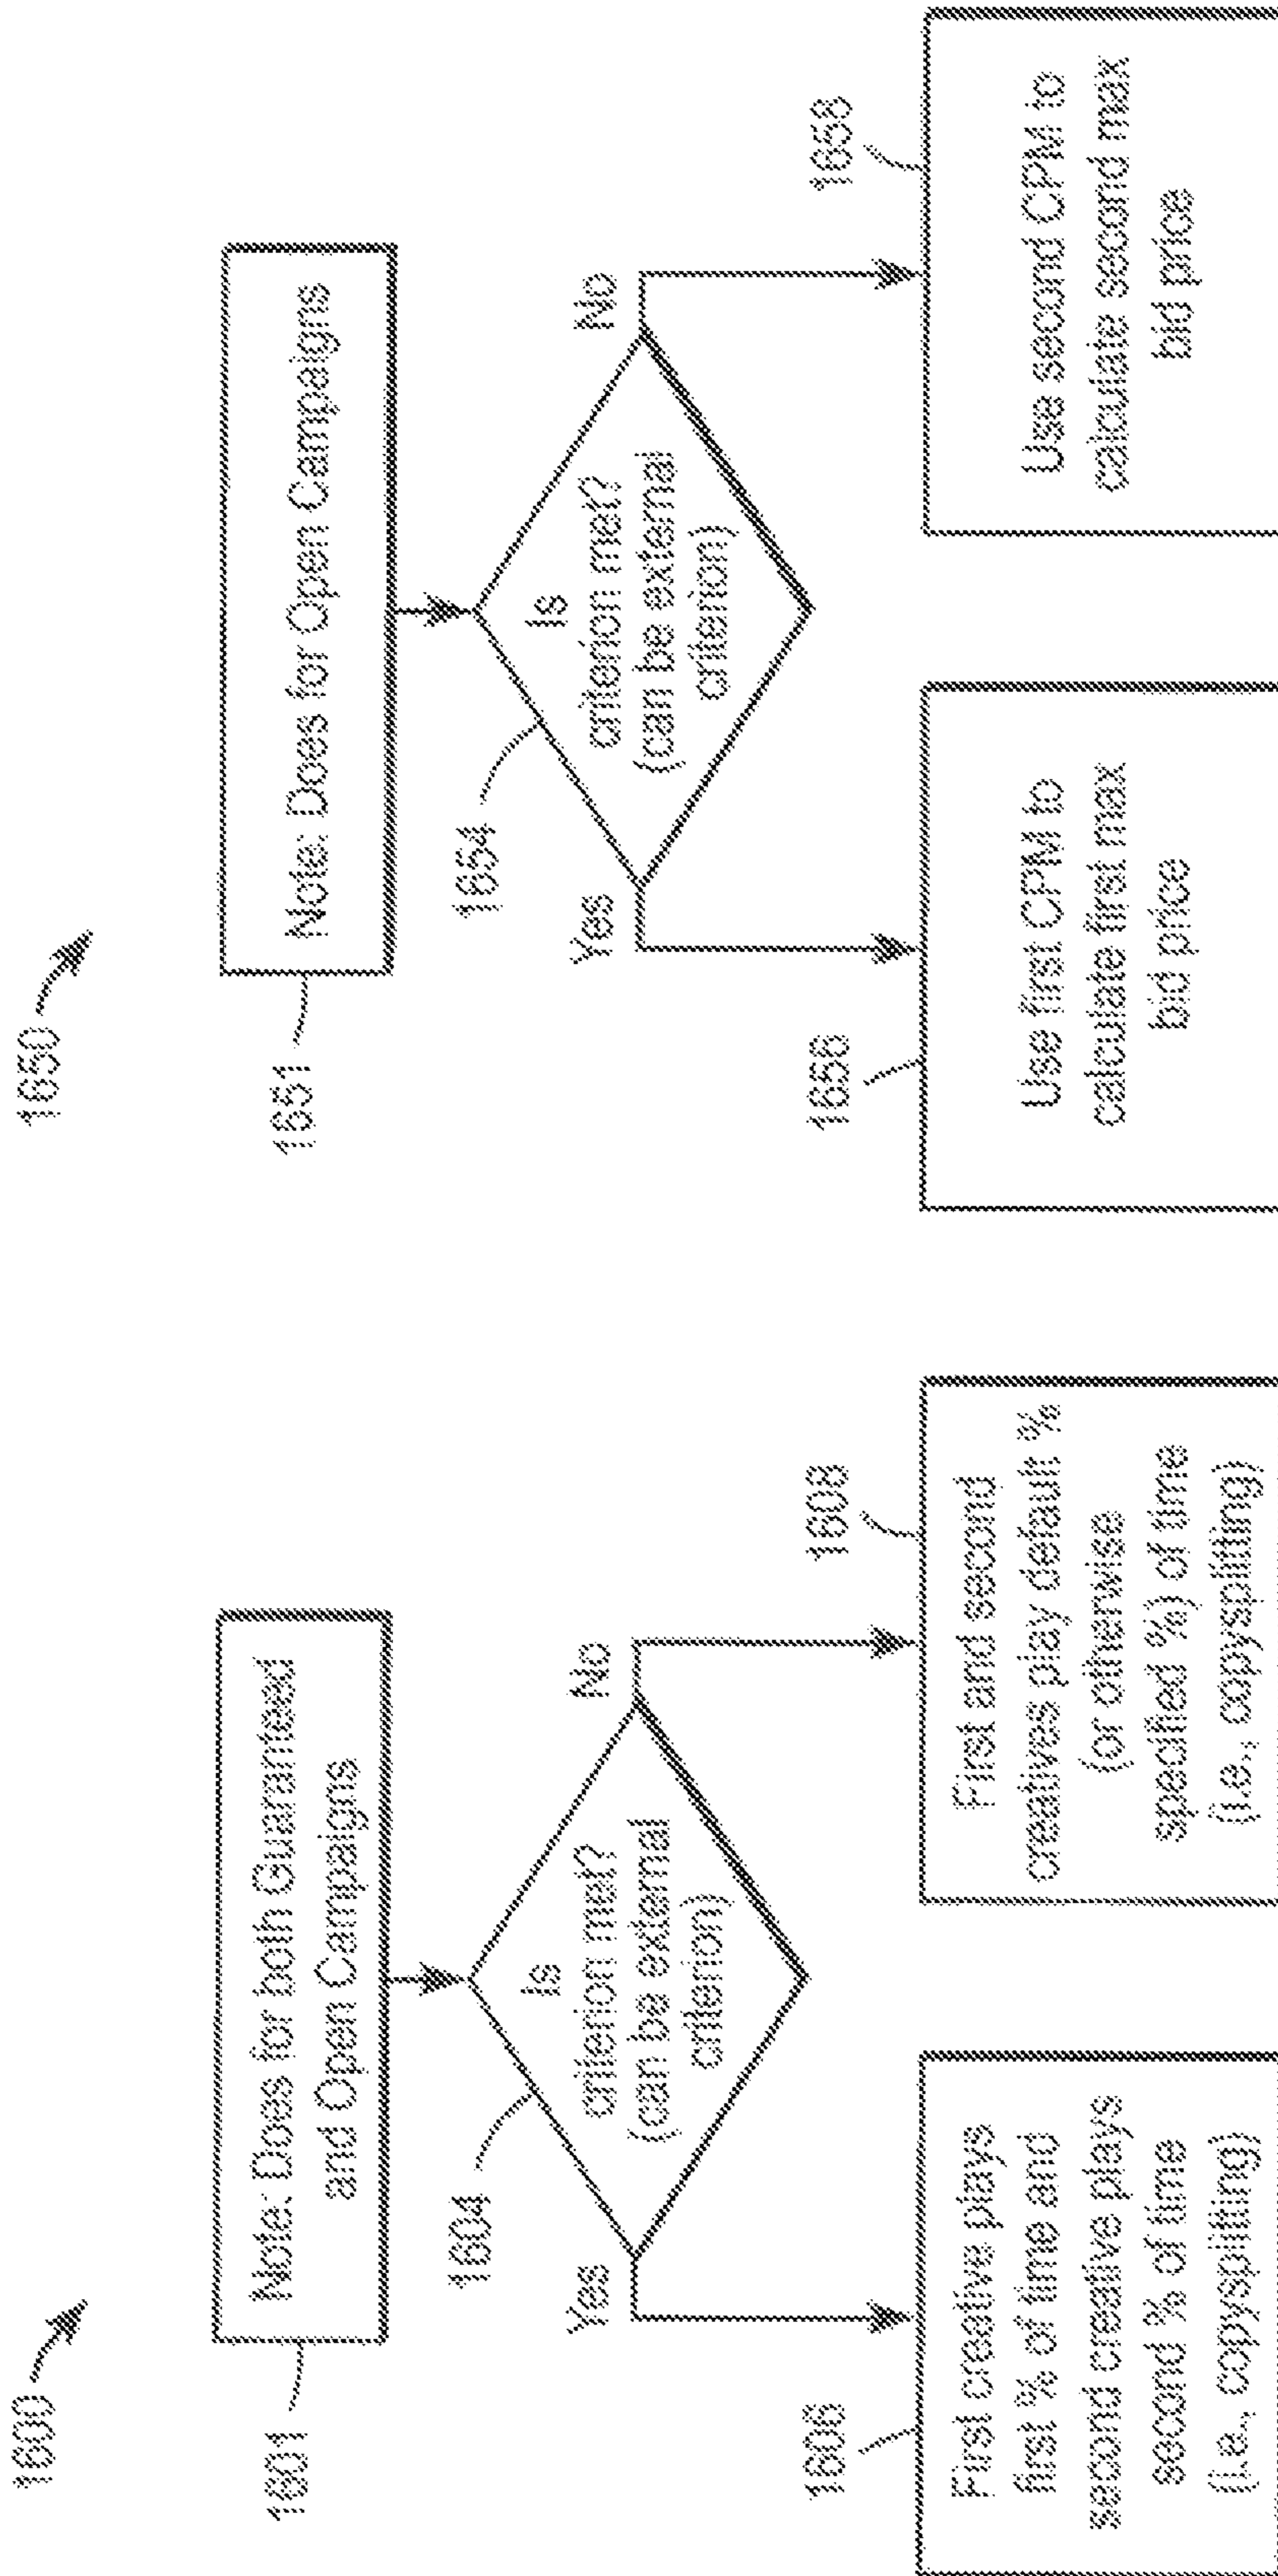 1600
1601
Note: Does for both Guaranteed
and Open Campaigns
1604
Is
criterion met?
(can be external
criterion)
Yes
No
1606
First creative plays
first % of time and
second creative plays
second % of time
(i.e., copysplitting)
1608
First and second
creatives play default %
(or otherwise
specified %) of time
(i.e., copysplitting)
1650
1651
Note: Does for Open Campaigns
1654
Is
criterion met?
(can be external
criterion)
Yes
No
1656
Use first CPM to
calculate first max
bid price
1658
Use second CPM to
calculate second max
bid price